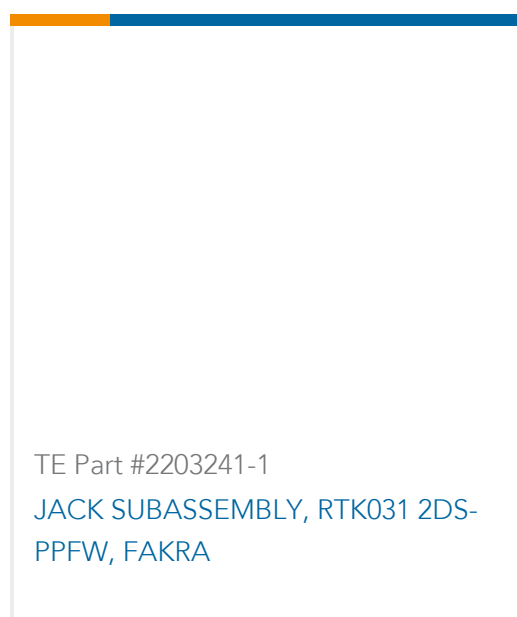 TE Part #2203241-1
JACK SUBASSEMBLY, RTK031 2DS-
PPFW, FAKRA